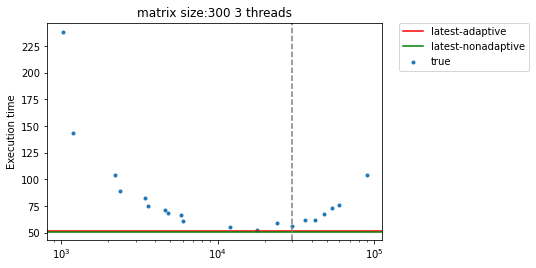 matrix size:300 3 threads
latest-adaptive
latest-nonadaptive
true
Execution time
225
200
175
150
125
100
75
50
10³
10⁴
10⁵